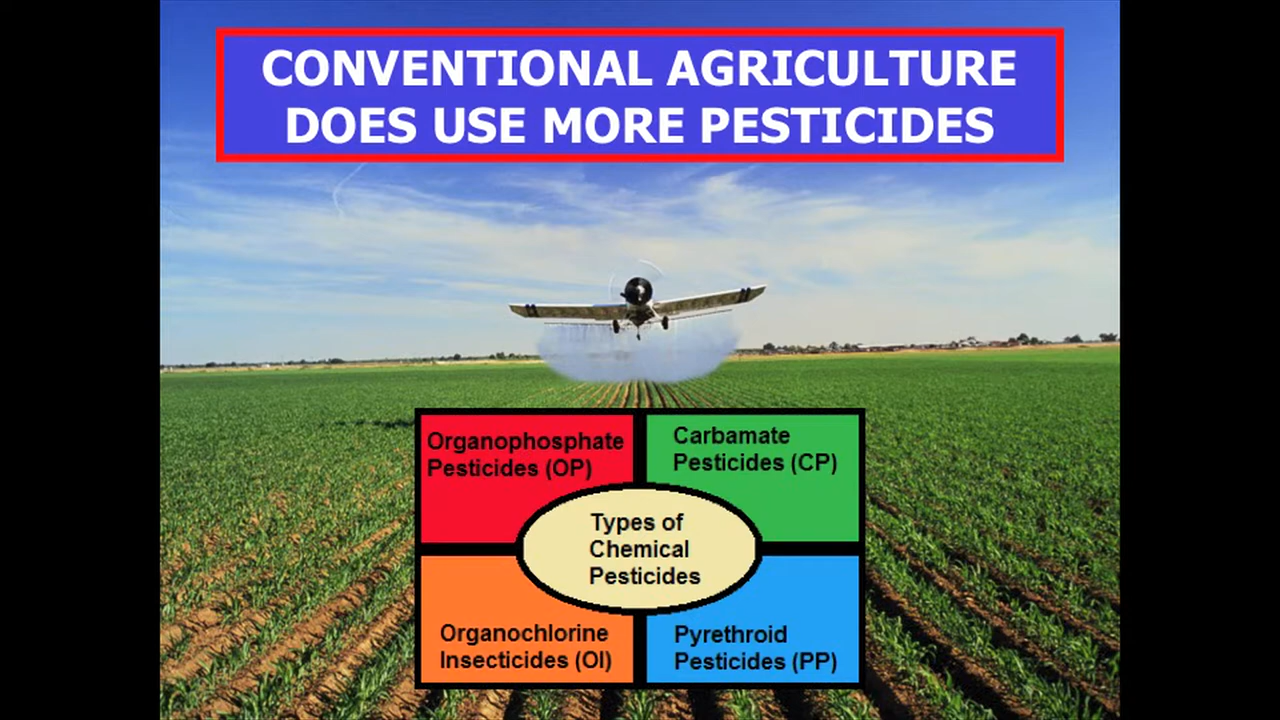 CONVENTIONAL AGRICULTURE
DOES USE MORE PESTICIDES
Organophosphate
Pesticides (OP)
Carbamate
Pesticides (CP)
Types of
Chemical
Pesticides
Organochlorine
Insecticides (OI)
Pyrethroid
Pesticides (PP)